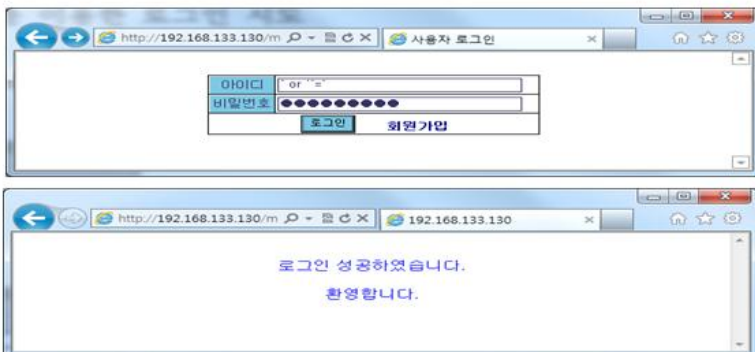 http://192.168.133.130/m
사용자 로그인
아이디 ' or ''='
비밀번호 ●●●●●●●●●
로그인 회원가입
http://192.168.133.130/m
192.168.133.130
로그인 성공하였습니다.
환영합니다.